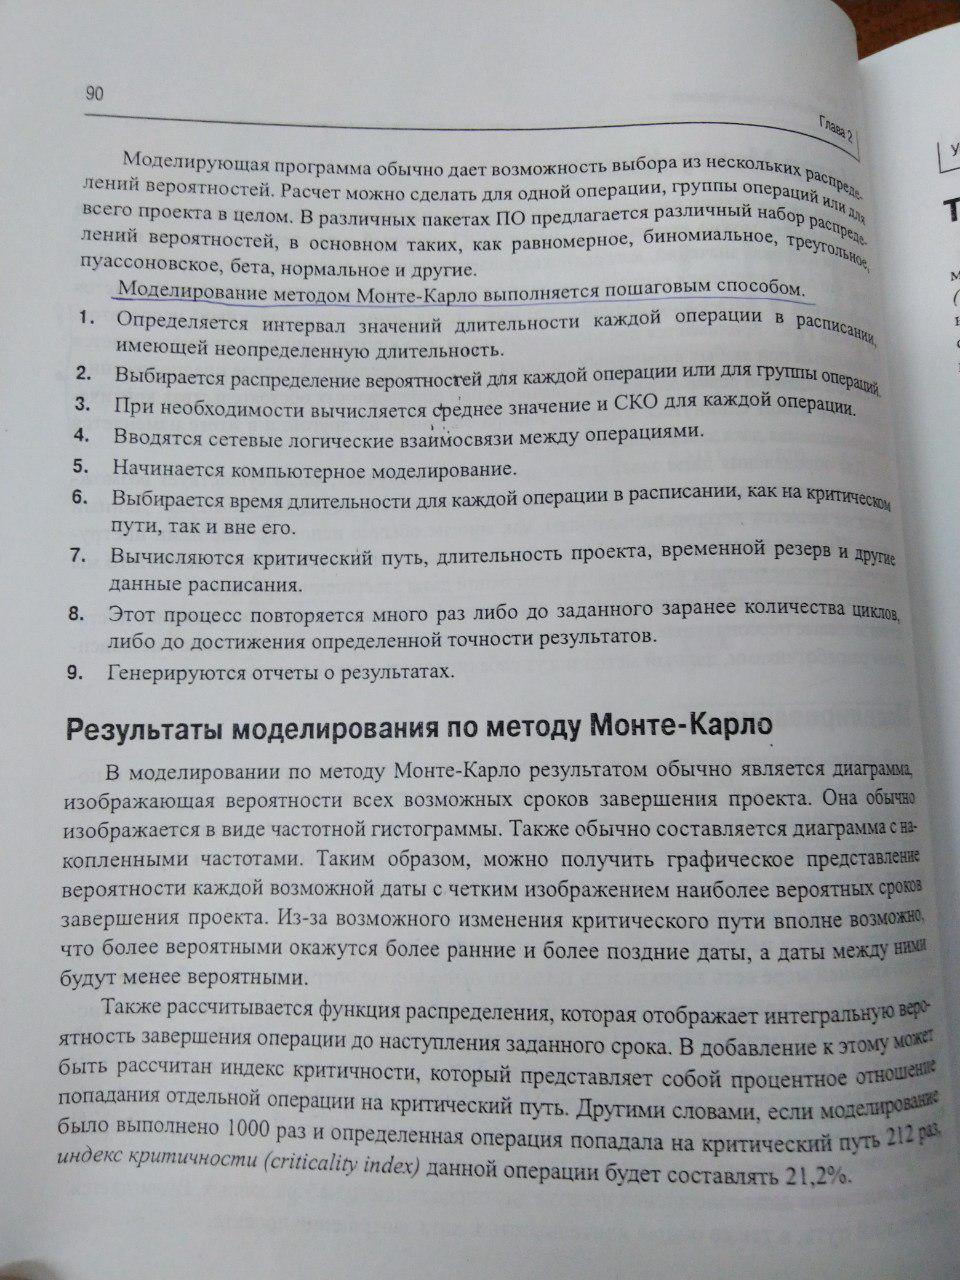 90
Глава 2
Моделирующая программа обычно дает возможность выбора из нескольких распреде-
лений вероятностей. Расчет можно сделать для одной операции, группы операций или для
всего проекта в целом. В различных пакетах ПО предлагается различный набор распреде-
лений вероятностей, в основном таких, как равномерное, биномиальное, треугольное,
пуассоновское, бета, нормальное и другие.
Моделирование методом Монте-Карло выполняется пошаговым способом.
1. Определяется интервал значений длительности каждой операции в расписании,
имеющей неопределенную длительность.
2. Выбирается распределение вероятностей для каждой операции или для группы операций.
3. При необходимости вычисляется среднее значение и СКО для каждой операции.
4. Вводятся сетевые логические взаимосвязи между операциями.
5. Начинается компьютерное моделирование.
6. Выбирается время длительности для каждой операции в расписании, как на критическом
пути, так и вне его.
7. Вычисляются критический путь, длительность проекта, временной резерв и другие
данные расписания.
8. Этот процесс повторяется много раз либо до заданного заранее количества циклов,
либо до достижения определенной точности результатов.
9. Генерируются отчеты о результатах.
Результаты моделирования по методу Монте-Карло
В моделировании по методу Монте-Карло результатом обычно является диаграмма,
изображающая вероятности всех возможных сроков завершения проекта. Она обычно
изображается в виде частотной гистограммы. Также обычно составляется диаграмма с на-
копленными частотами. Таким образом, можно получить графическое представление
вероятности каждой возможной даты с четким изображением наиболее вероятных сроков
завершения проекта. Из-за возможного изменения критического пути вполне возможно,
что более вероятными окажутся более ранние и более поздние даты, а даты между ними
будут менее вероятными.
Также рассчитывается функция распределения, которая отображает интегральную веро-
ятность завершения операции до наступления заданного срока. В добавление к этому может
быть рассчитан индекс критичности, который представляет собой процентное отношение
попадания отдельной операции на критический путь. Другими словами, если моделирование
было выполнено 1000 раз и определенная операция попадала на критический путь 212 раз,
индекс критичности (criticality index) данной операции будет составлять 21,2%.